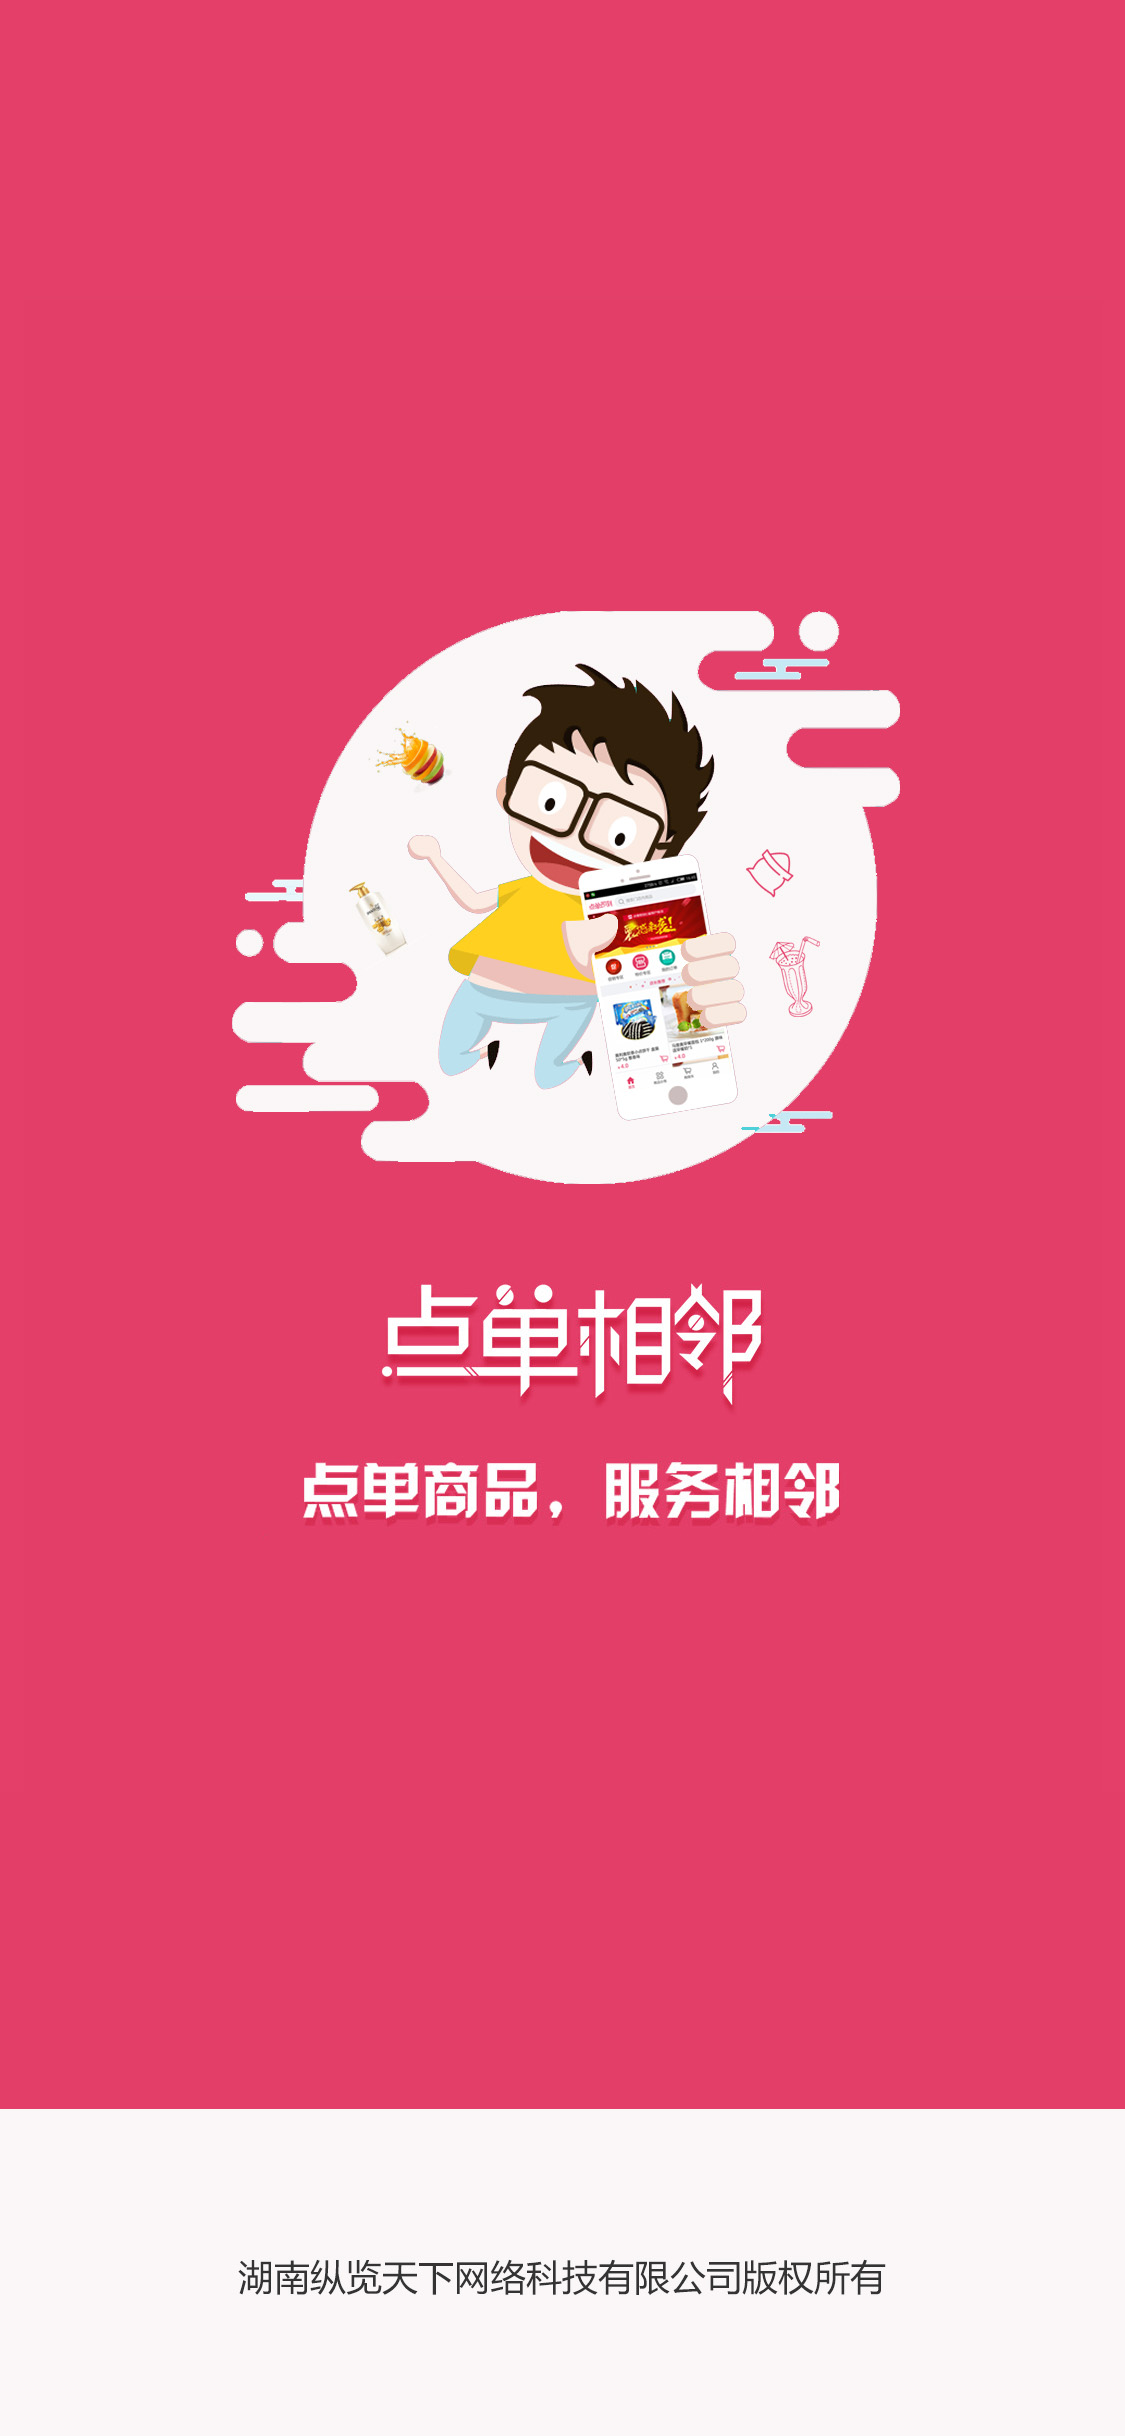 点单相邻
点单商品，服务相邻
湖南纵览天下网络科技有限公司版权所有